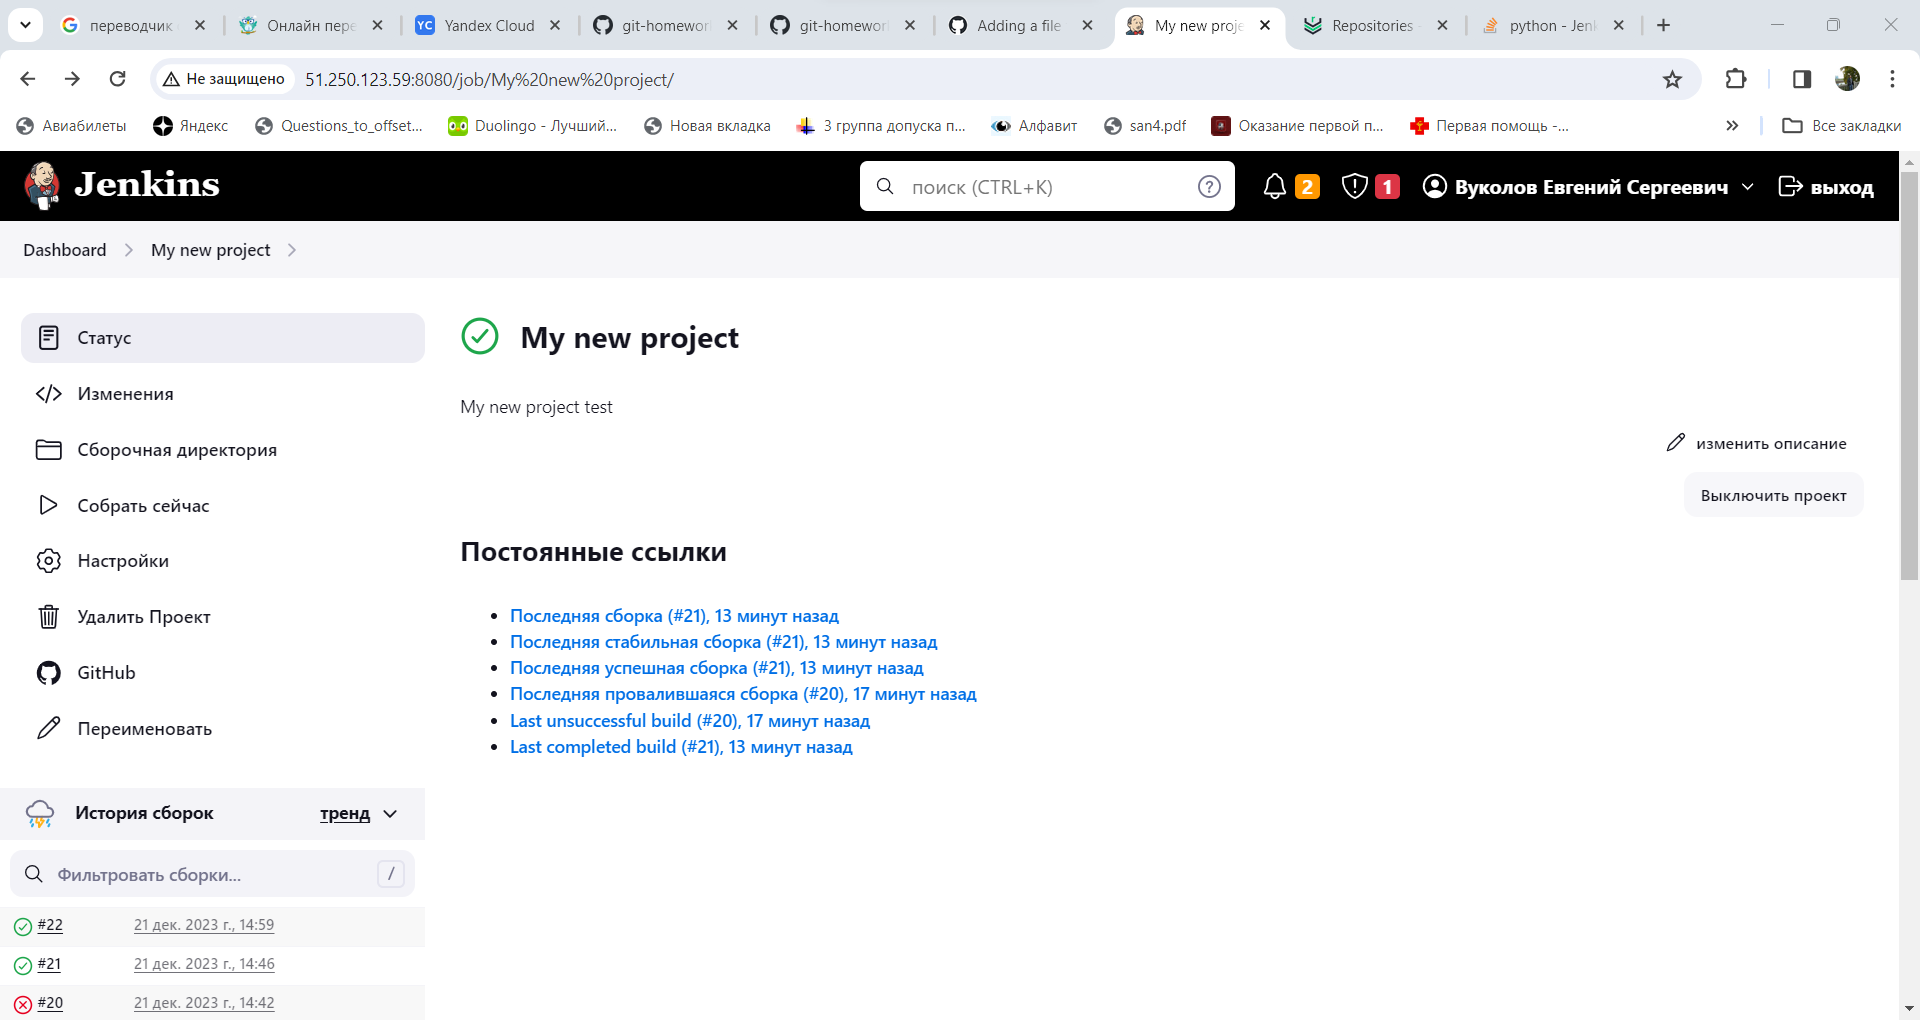 переводчик
Онлайн пере
Yandex Cloud
git-homewor
git-homewor
Adding a file
My new proje
Repositories
python - Jenk
Не защищено
51.250.123.59:8080/job/My%20new%20project/
Авиабилеты
Яндекс
Questions_to_offset...
Duolingo - Лучший...
Новая вкладка
3 группа допуска п...
Алфавит
san4.pdf
Оказание первой п...
Первая помощь -...
»
Все закладки
Jenkins
поиск (CTRL+K)
2
1
Вуколов Евгений Сергеевич
выход
Dashboard
My new project
Статус
Изменения
Сборочная директория
Собрать сейчас
Настройки
Удалить Проект
GitHub
Переименовать
My new project
My new project test
изменить описание
Выключить проект
Постоянные ссылки
Последняя сборка (#21), 13 минут назад
Последняя стабильная сборка (#21), 13 минут назад
Последняя успешная сборка (#21), 13 минут назад
Последняя провалившаяся сборка (#20), 17 минут назад
Last unsuccessful build (#20), 17 минут назад
Last completed build (#21), 13 минут назад
История сборок
тренд
Фильтровать сборки...
/
#22 21 дек. 2023 г., 14:59
#21 21 дек. 2023 г., 14:46
#20 21 дек. 2023 г., 14:42